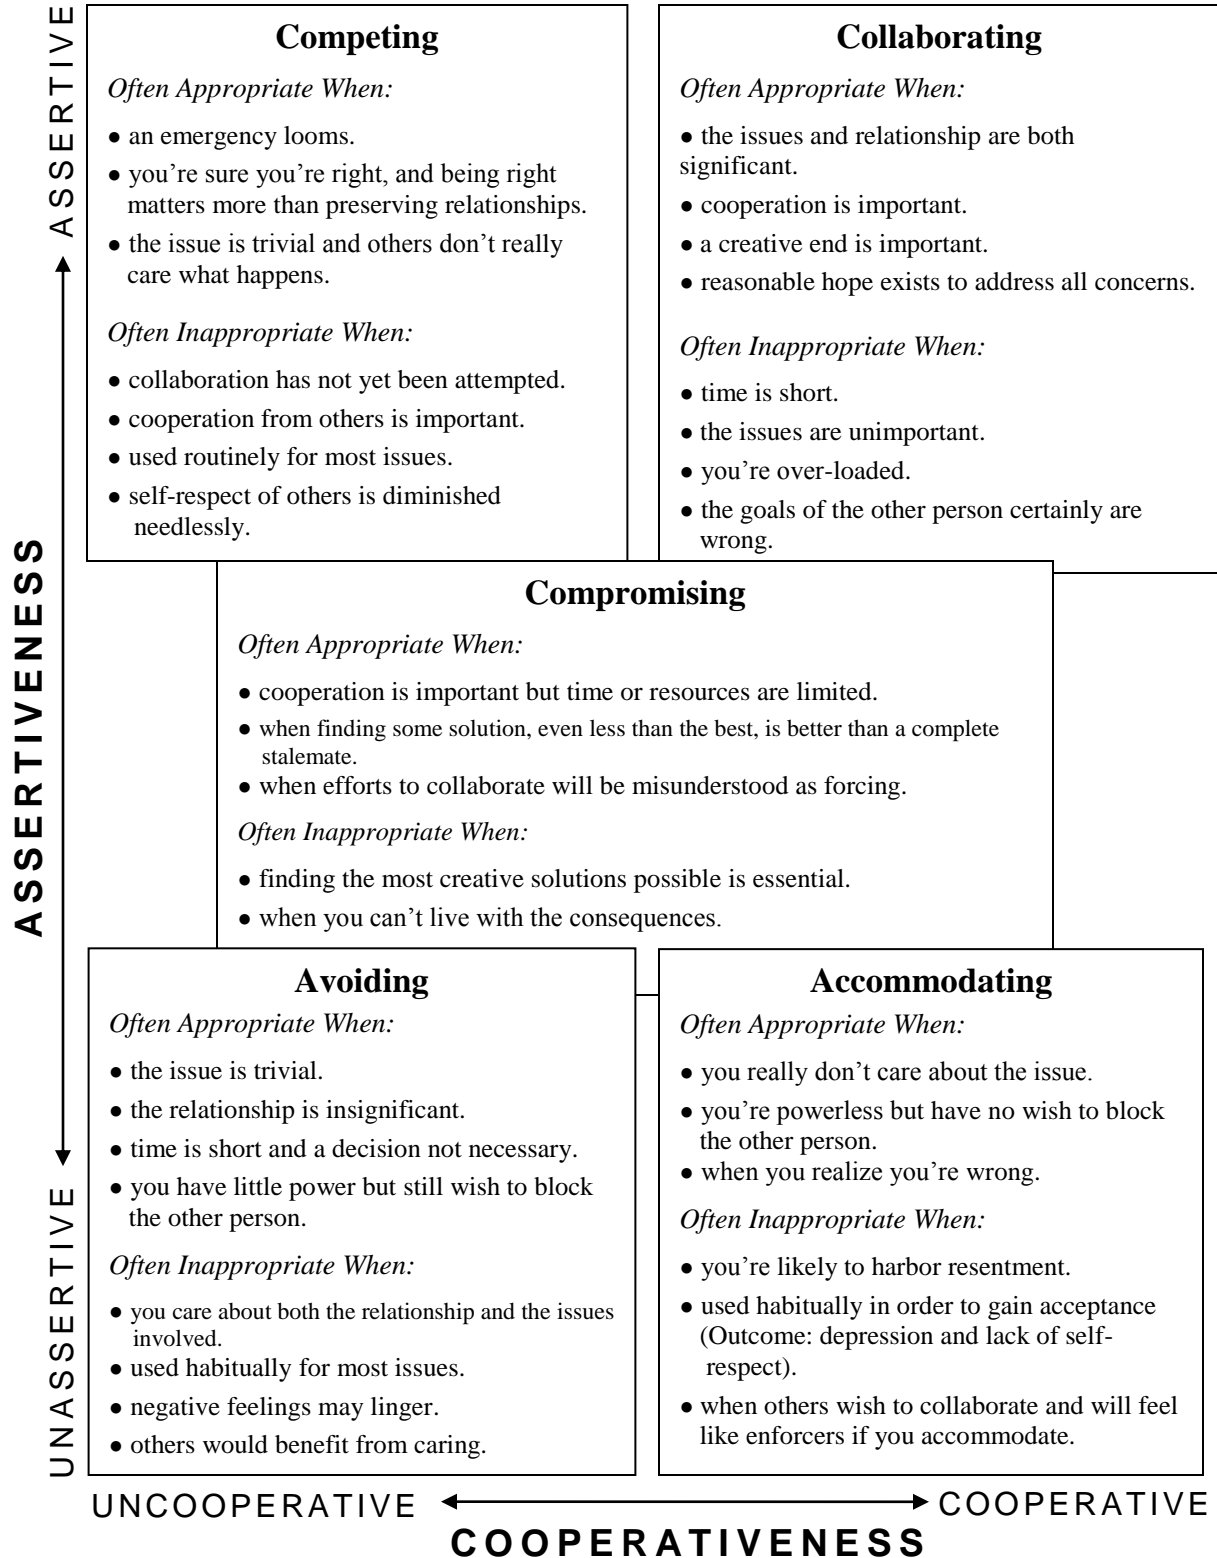 ASSERTIVENESS
ASSERTIVE
UNASSERTIVE
Competing
Often Appropriate When:
● an emergency looms.
● you’re sure you’re right, and being right
matters more than preserving relationships.
● the issue is trivial and others don’t really
care what happens.
Often Inappropriate When:
● collaboration has not yet been attempted.
● cooperation from others is important.
● used routinely for most issues.
● self-respect of others is diminished
needlessly.
Collaborating
Often Appropriate When:
● the issues and relationship are both
significant.
● cooperation is important.
● a creative end is important.
● reasonable hope exists to address all concerns.
Often Inappropriate When:
● time is short.
● the issues are unimportant.
● you’re over-loaded.
● the goals of the other person certainly are
wrong.
Compromising
Often Appropriate When:
● cooperation is important but time or resources are limited.
● when finding some solution, even less than the best, is better than a complete
stalemate.
● when efforts to collaborate will be misunderstood as forcing.
Often Inappropriate When:
● finding the most creative solutions possible is essential.
● when you can’t live with the consequences.
Avoiding
Often Appropriate When:
● the issue is trivial.
● the relationship is insignificant.
● time is short and a decision not necessary.
● you have little power but still wish to block
the other person.
Often Inappropriate When:
● you care about both the relationship and the issues
involved.
● used habitually for most issues.
● negative feelings may linger.
● others would benefit from caring.
Accommodating
Often Appropriate When:
● you really don’t care about the issue.
● you’re powerless but have no wish to block
the other person.
● when you realize you’re wrong.
Often Inappropriate When:
● you’re likely to harbor resentment.
● used habitually in order to gain acceptance
(Outcome: depression and lack of self-
respect).
● when others wish to collaborate and will feel
like enforcers if you accommodate.
UNCOOPERATIVE
COOPERATIVE
COOPERATIVENESS